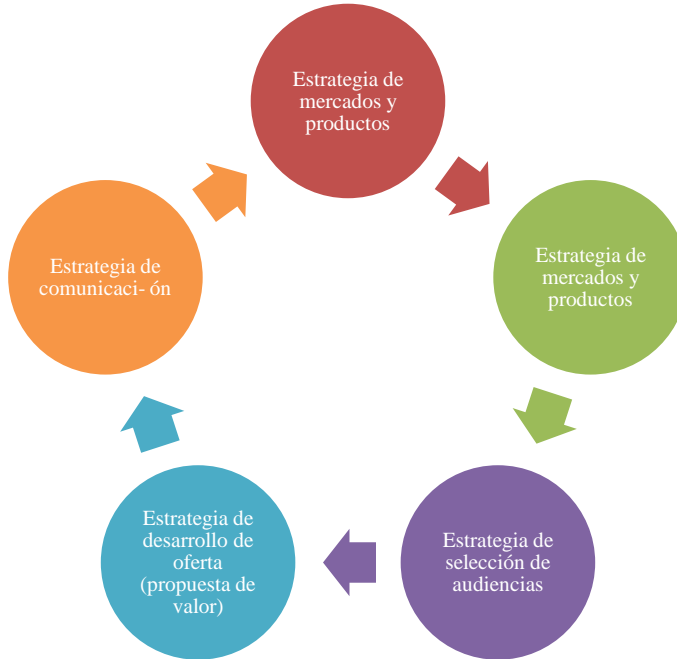 Estrategia de
mercados y
productos
Estrategia de
mercados y
productos
Estrategia de
selección de
audiencias
Estrategia de
desarrollo de
oferta
(propuesta de
valor)
Estrategia de
comunicaci- ón